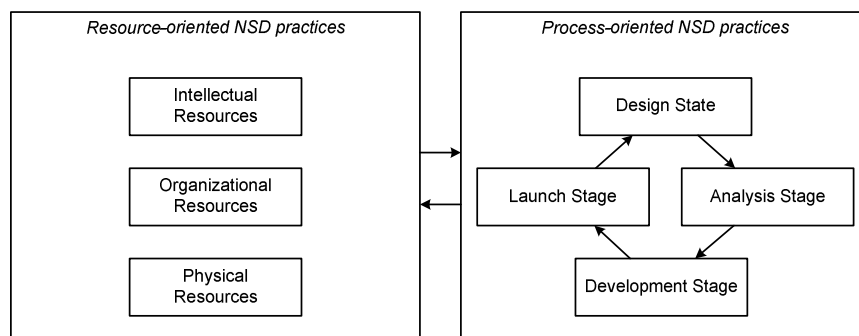 Resource-oriented NSD practices
Intellectual
Resources
Organizational
Resources
Physical
Resources
Process-oriented NSD practices
Design State
Launch Stage
Analysis Stage
Development Stage